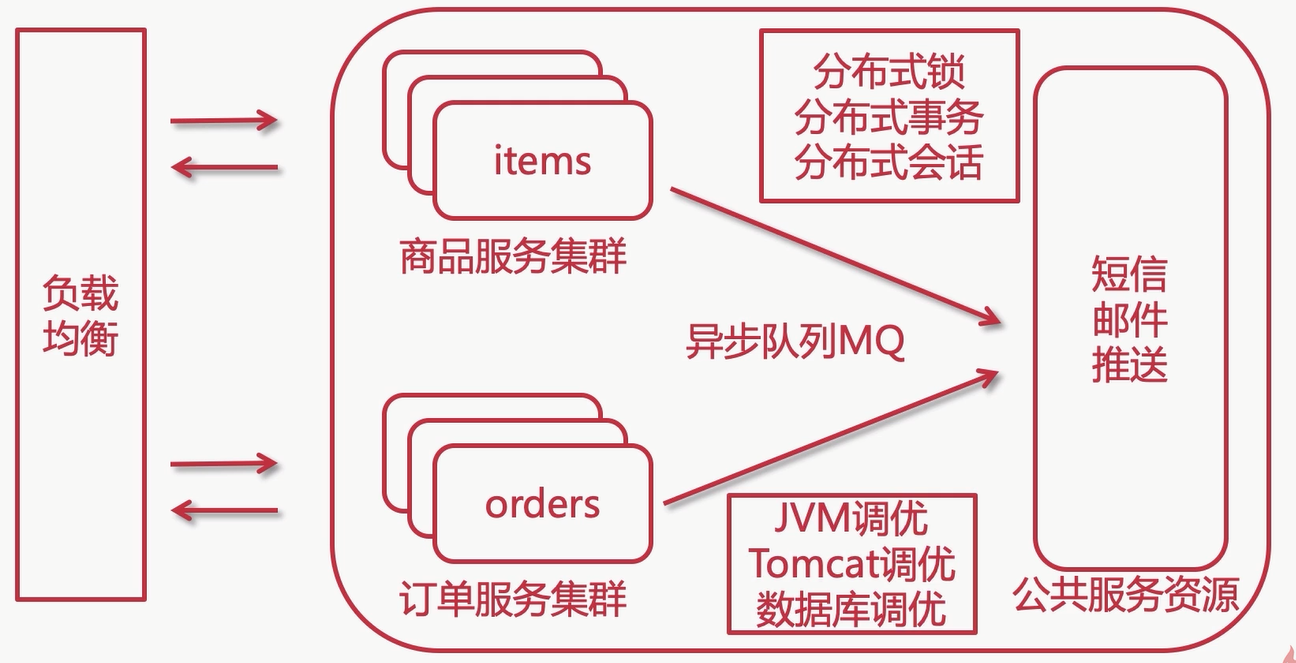 负载
均衡
items
商品服务集群
分布式锁
分布式事务
分布式会话
异步队列MQ
短信
邮件
推送
orders
订单服务集群
JVM调优
Tomcat调优
数据库调优
公共服务资源